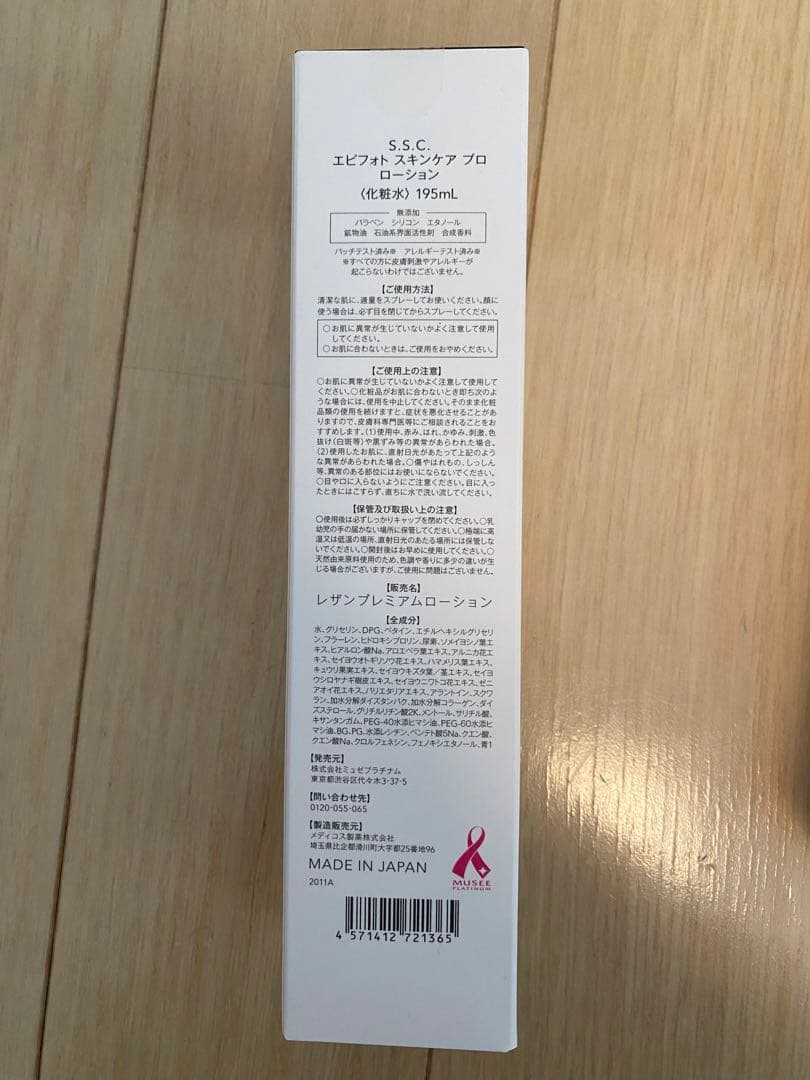 S.S.C.
エピフォト スキンケア プロ
ローション
〈化粧水〉195mL
無添加
パラベン シリコン エタノール
鉱物油 石油系界面活性剤 合成香料
パッチテスト済み※ アレルギーテスト済み※
※すべての方に皮膚刺激やアレルギーが
起こらないわけではございません。
【ご使用方法】
清潔な肌に、適量をスプレーしてお使いください。顔に
使う場合は、必ず目を閉じてからスプレーしてください。
○お肌に異常が生じていないかよく注意して使用
してください。
○お肌に合わないときは、ご使用をおやめください。
【ご使用上の注意】
○お肌に異常が生じていないかよく注意して使用して
ください。○化粧品がお肌に合わないとき即ち次のよ
うな場合には、使用を中止してください。そのまま化粧
品類の使用を続けますと、症状を悪化させることがあ
りますので、皮膚科専門医等にご相談されることをお
すすめします。(1)使用中、赤み、はれ、かゆみ、刺激、色
抜け(白斑等)や黒ずみ等の異常があらわれた場合。
(2)使用したお肌に、直射日光があたって上記のよう
な異常があらわれた場合。○傷やはれもの、しっしん
等、異常のある部位にはお使いにならないでください。
○目や口に入らないようにご注意ください。目に入っ
たときにはこすらず、直ちに水で洗い流してください。
【保管及び取扱い上の注意】
○使用後は必ずしっかりキャップを閉めてください。○乳
幼児の手の届かない場所に保管してください。○極端に高
温又は低温の場所、直射日光のあたる場所には保管しな
いでください。○開封後はお早めに使用してください。○
天然由来原料使用のため、色調や香りに多少の違いが生
じる場合がございますが、ご使用に問題はございません。
【販売名】
レザンプレミアムローション
【全成分】
水、グリセリン、DPG、ベタイン、エチルヘキシルグリセリ
ン、フラーレン、ヒドロキシプロリン、尿素、ソメイヨシノ葉エ
キス、ヒアルロン酸Na、アロエベラ葉エキス、アルニカ花エ
キス、セイヨウオトギリソウ花エキス、ハマメリス葉エキス、
キュウリ果実エキス、セイヨウキズタ葉/茎エキス、セイヨ
ウシロヤナギ樹皮エキス、セイヨウニワトコ花エキス、ゼニ
アオイ花エキス、パリエタリアエキス、アラントイン、スクワ
ラン、加水分解ダイズタンパク、加水分解コラーゲン、ダイ
ズステロール、グリチルリチン酸2K、メントール、サリチル酸、
キサンタンガム、PEG-40水添ヒマシ油、PEG-60水添ヒ
マシ油、BG、PG、水添レシチン、ペンテト酸5Na、クエン酸、
クエン酸Na、クロルフェネシン、フェノキシエタノール、青1
【発売元】
株式会社ミュゼプラチナム
東京都渋谷区代々木3-37-5
【問い合わせ先】
0120-055-065
【製造販売元】
メディコス製薬株式会社
埼玉県比企郡滑川町大字都25番地96
MADE IN JAPAN
2011A
MUSEE
PLATINUM
4 571412 721365